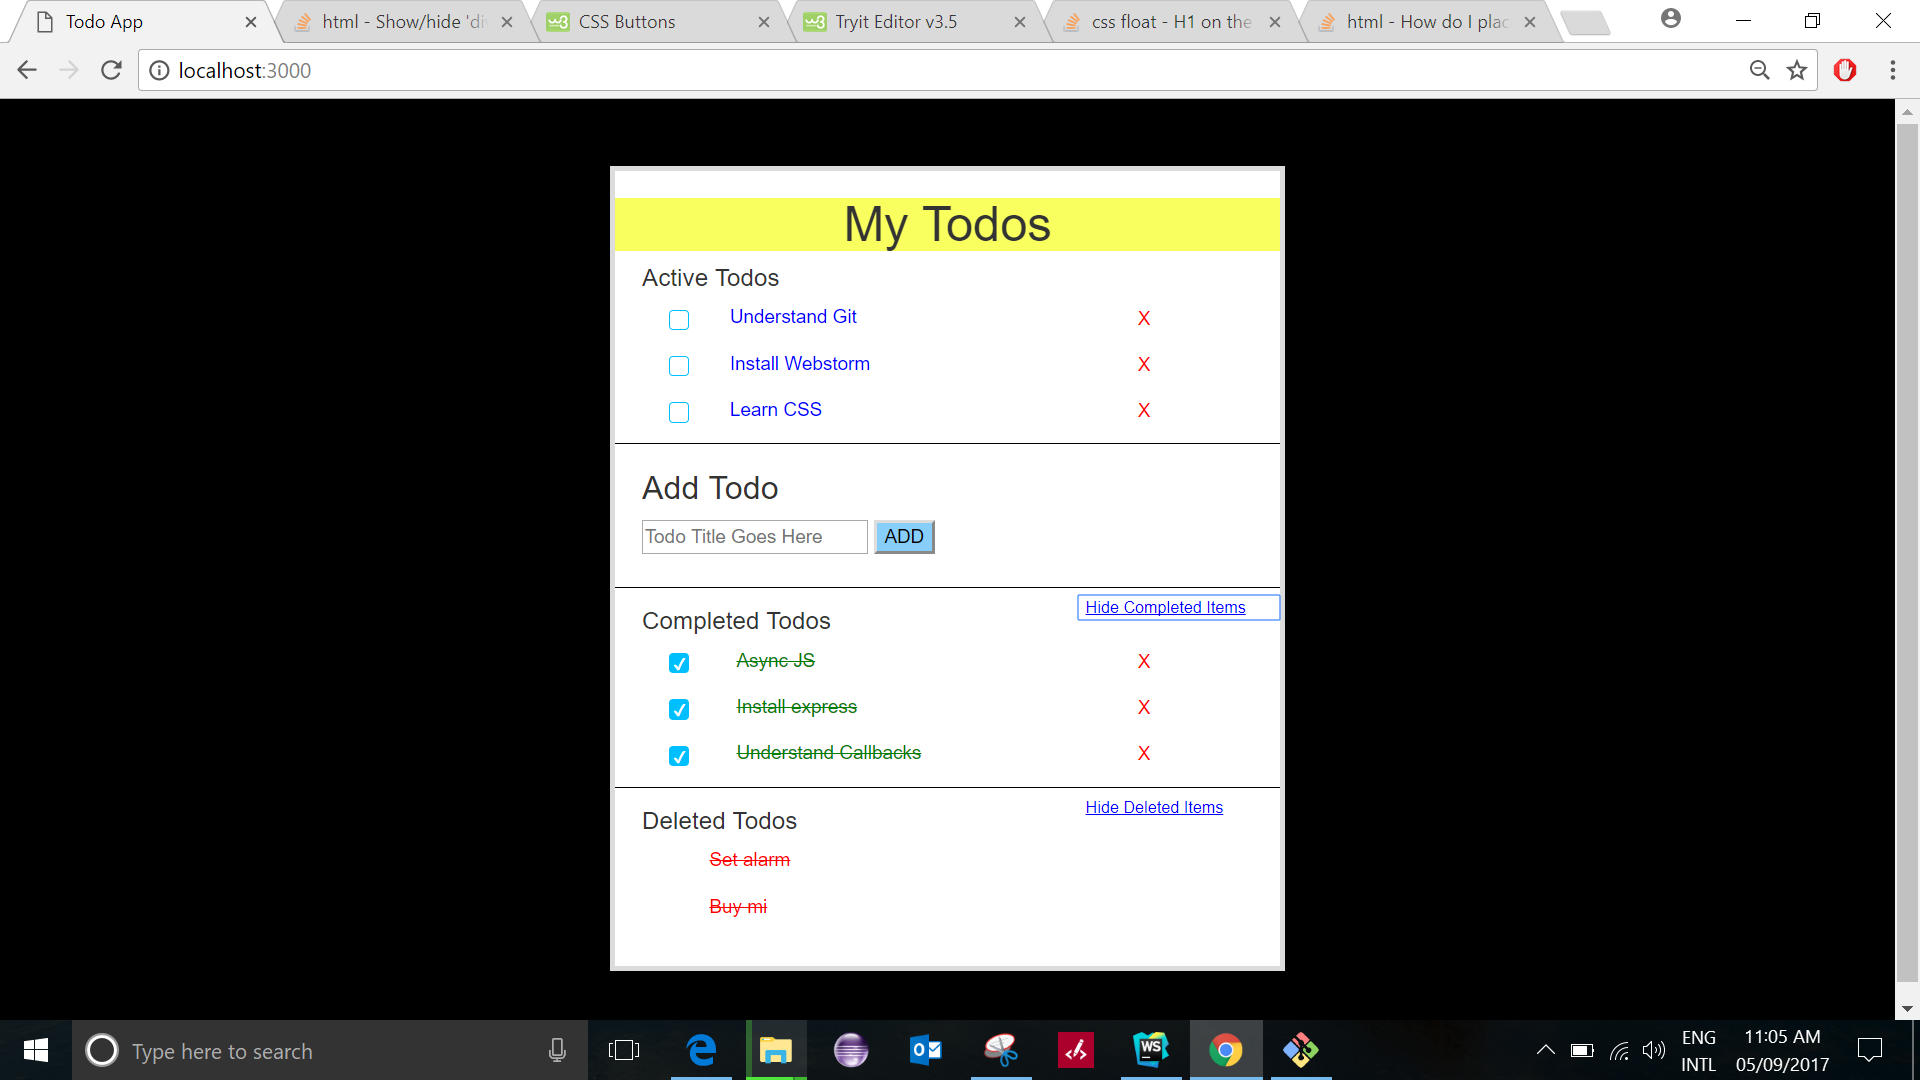 Todo App
html - Show/hide 'di
CSS Buttons
Tryit Editor v3.5
css float - H1 on the
html - How do I plac
localhost:3000
My Todos
Active Todos
Understand Git X
Install Webstorm X
Learn CSS X
Add Todo
Todo Title Goes Here ADD
Hide Completed Items
Completed Todos
Async JS X
Install express X
Understand Callbacks X
Hide Deleted Items
Deleted Todos
Set alarm
Buy mi
Type here to search
WS
ENG
INTL
11:05 AM
05/09/2017